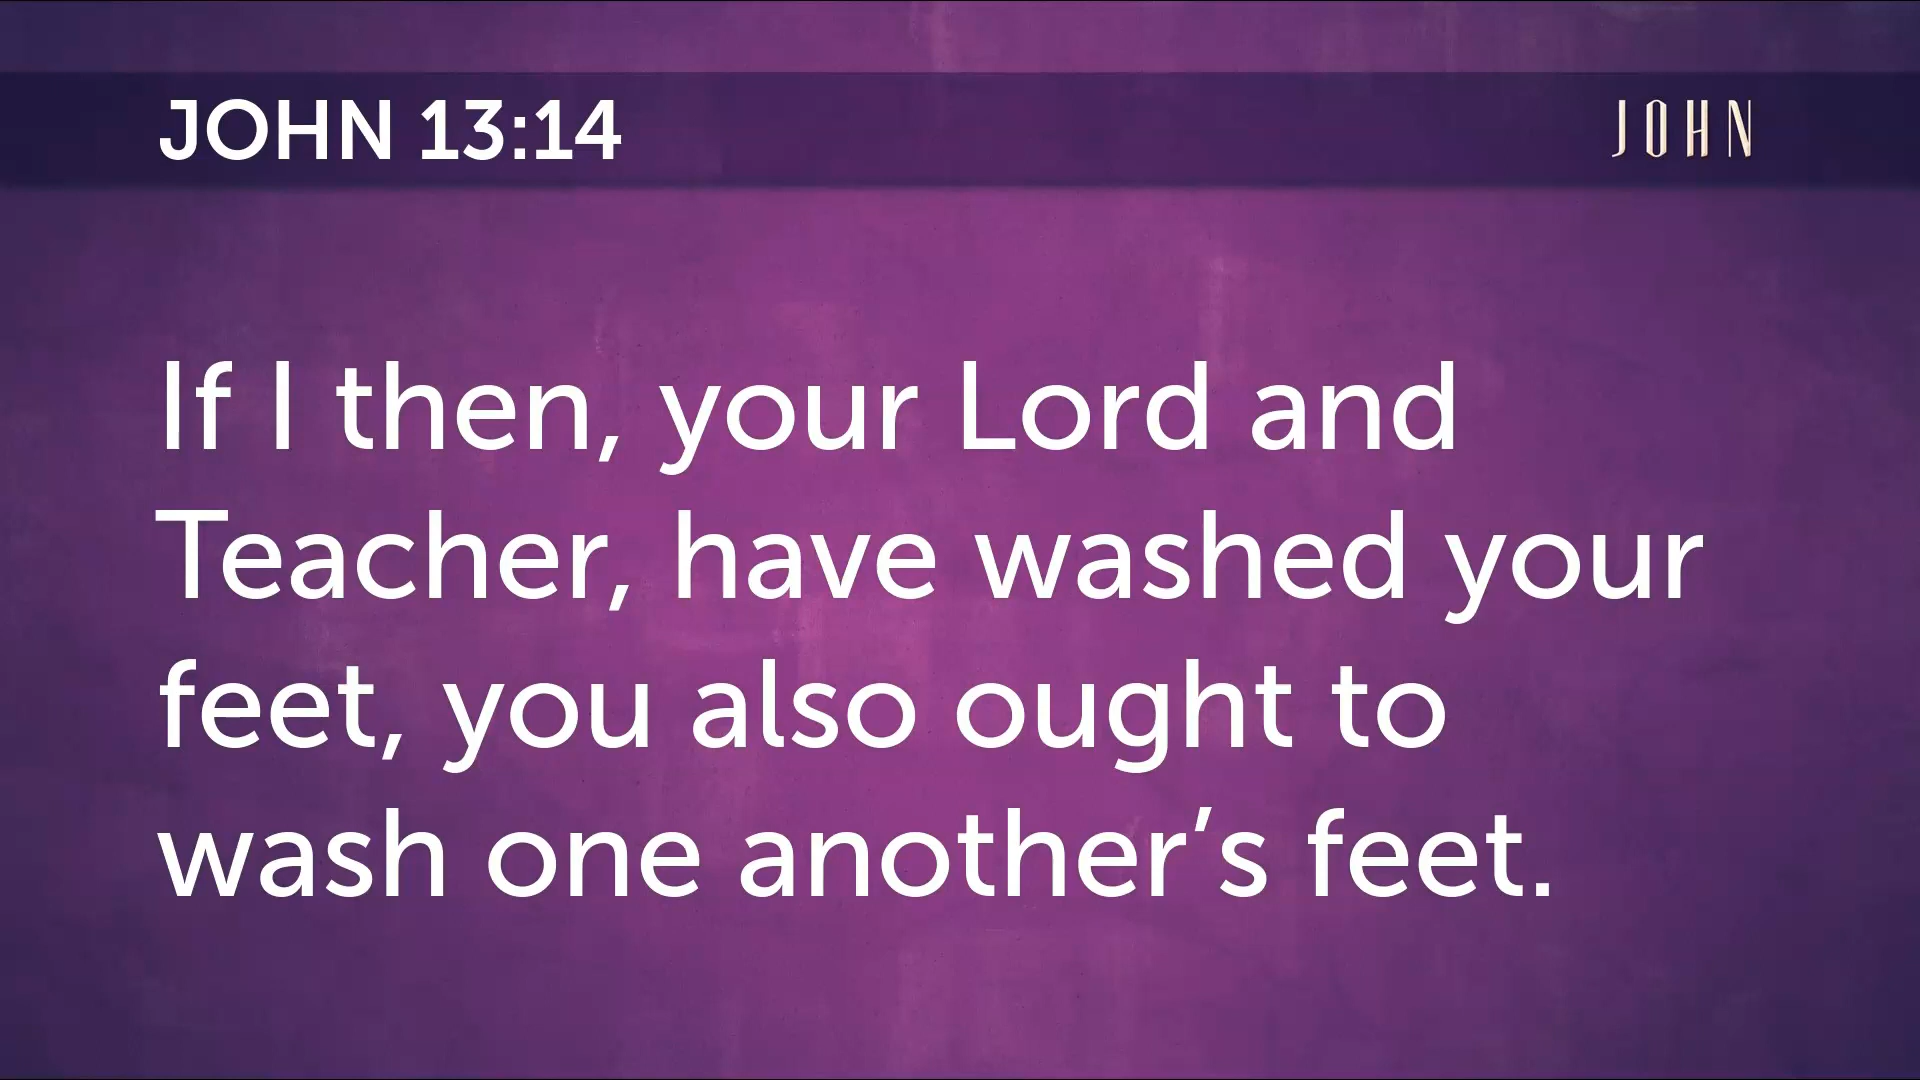 JOHN 13:14
JOHN
If I then, your Lord and
Teacher, have washed your
feet, you also ought to
wash one another’s feet.